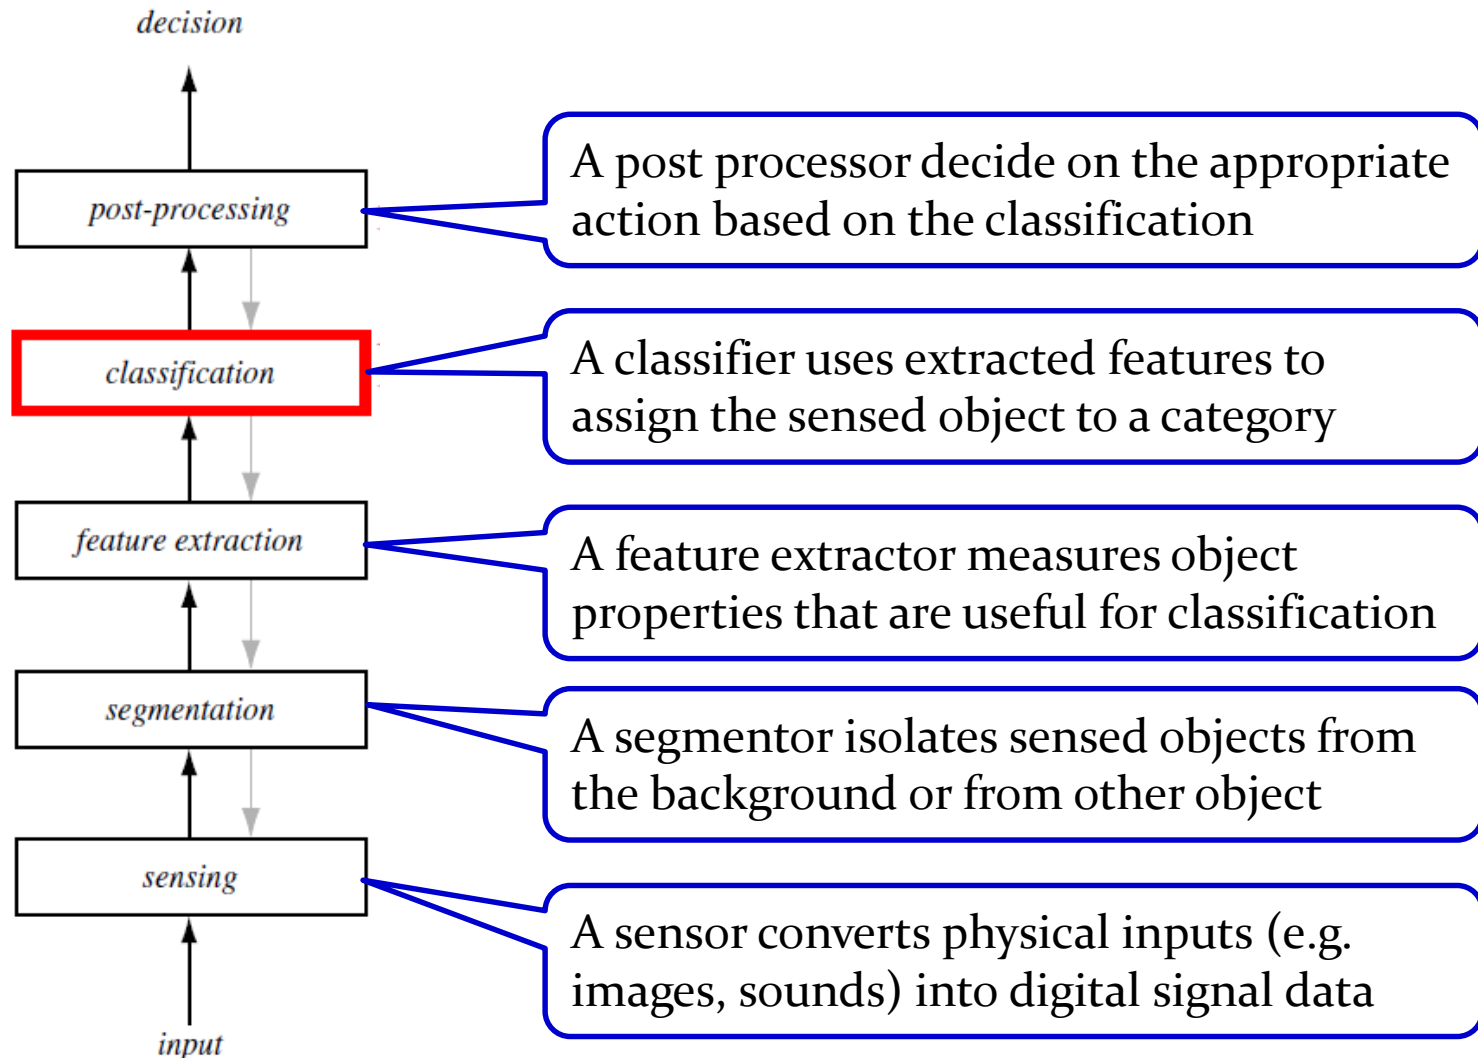 decision
post-processing
A post processor decide on the appropriate
action based on the classification
classification
A classifier uses extracted features to
assign the sensed object to a category
feature extraction
A feature extractor measures object
properties that are useful for classification
segmentation
A segmentor isolates sensed objects from
the background or from other object
sensing
A sensor converts physical inputs (e.g.
images, sounds) into digital signal data
input